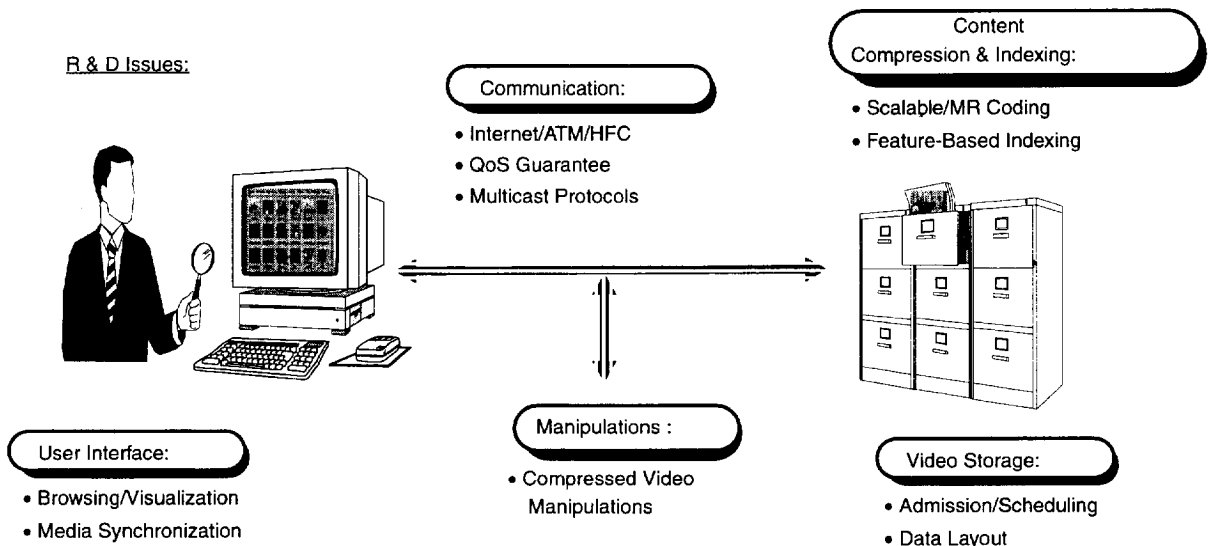 R & D Issues:
Communication:
• Internet/ATM/HFC
• QoS Guarantee
• Multicast Protocols
Content
Compression & Indexing:
• Scalable/MR Coding
• Feature-Based Indexing
User Interface:
• Browsing/Visualization
• Media Synchronization
Manipulations :
• Compressed Video
Manipulations
Video Storage:
• Admission/Scheduling
• Data Layout